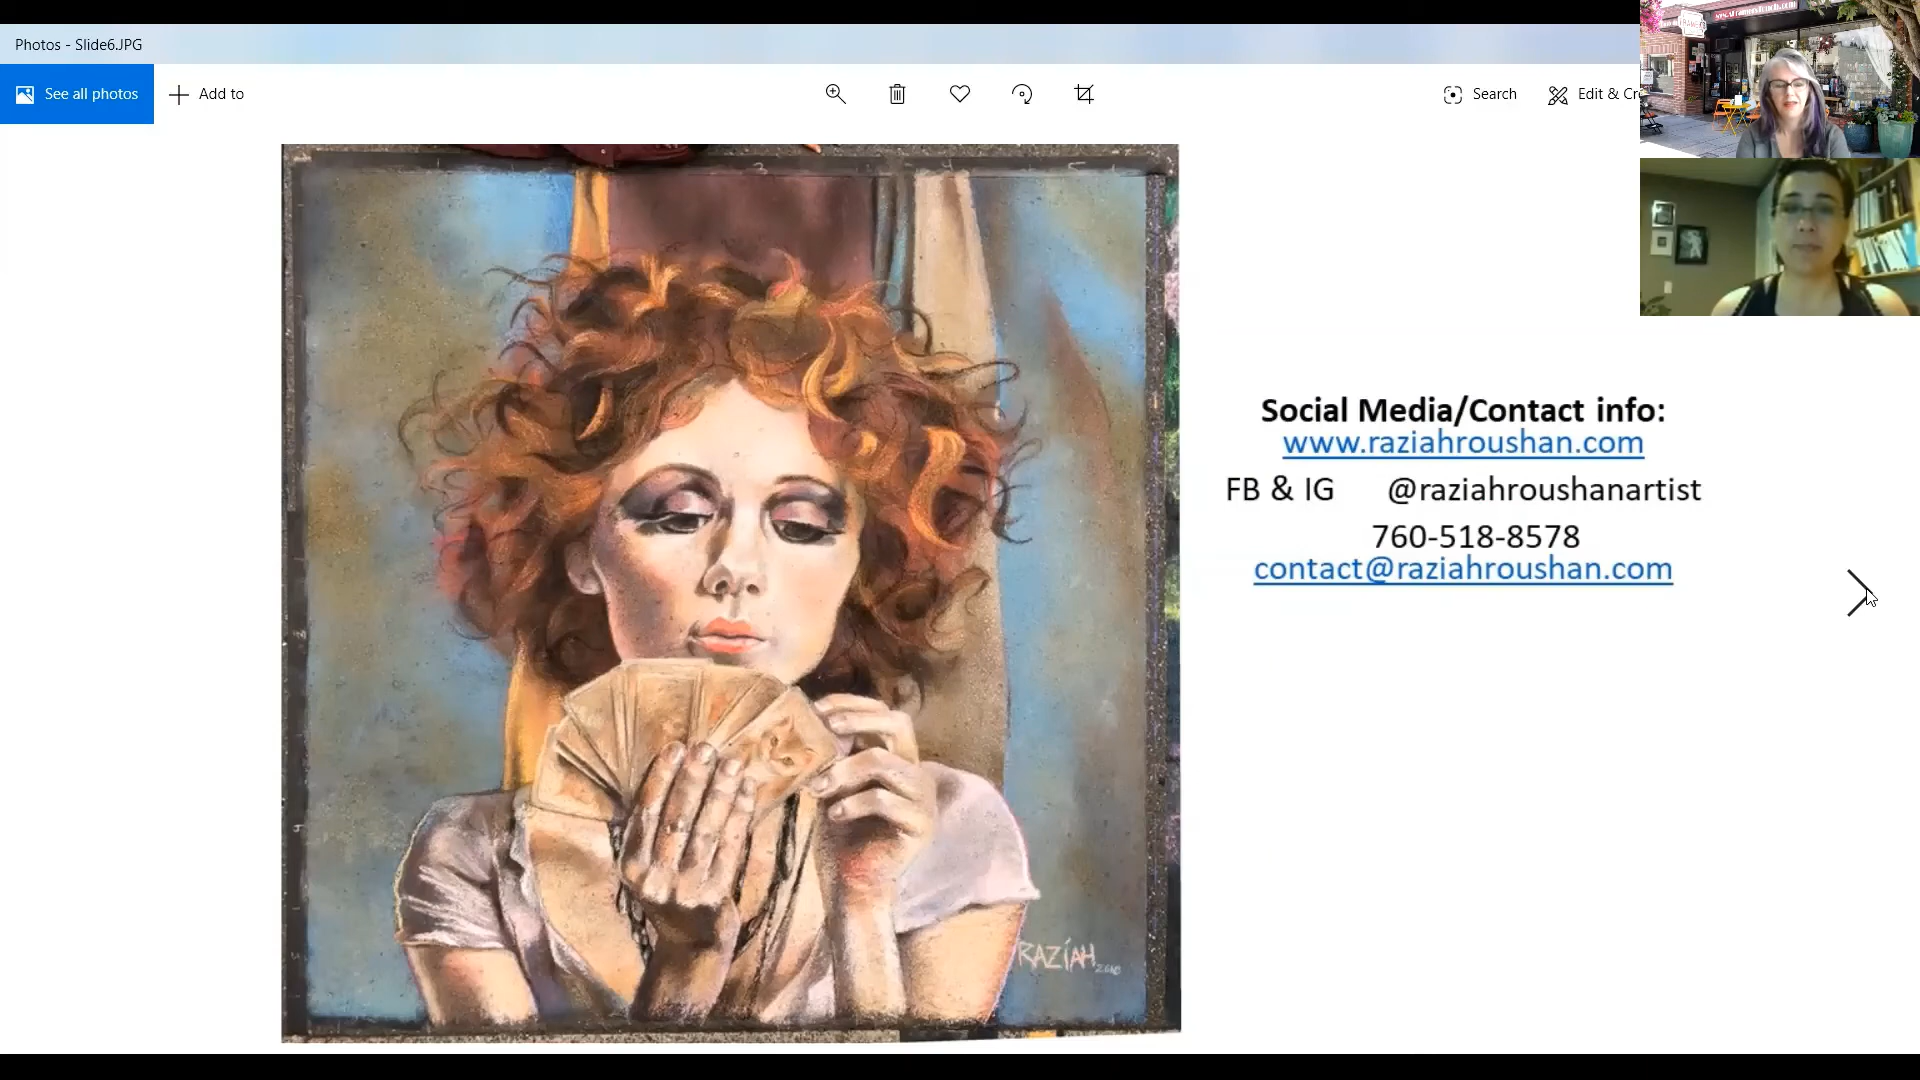 Photos - Slide6.JPG
See all photos
Add to
Search
Edit & Cr
Social Media/Contact info:
www.raziahroushan.com
FB & IG @raziahroushanartist
760-518-8578
contact@raziahroushan.com
RAZIAH